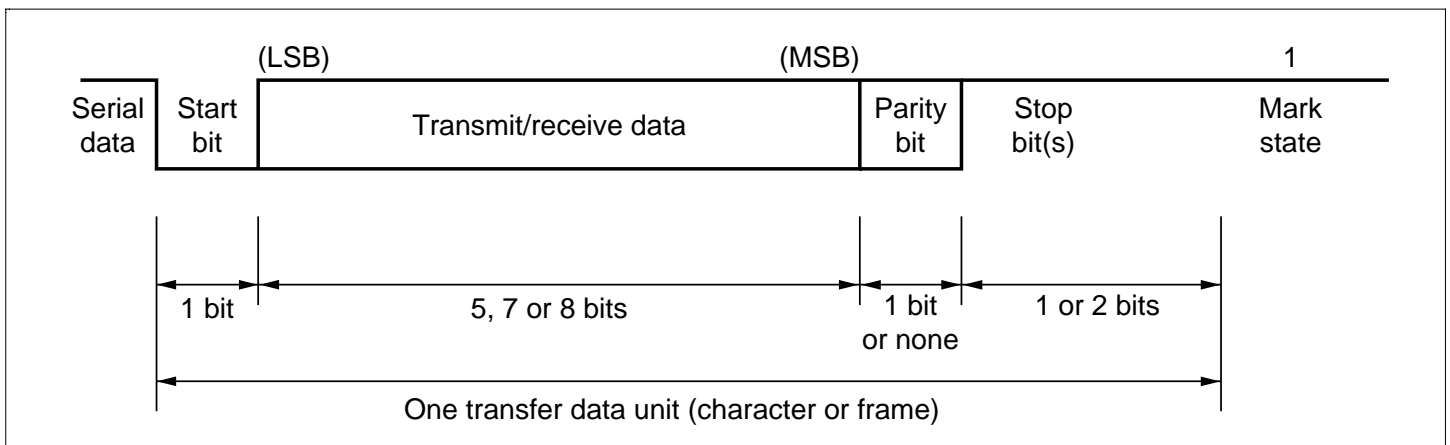 (LSB) (MSB) 1
Serial data
Start bit
Transmit/receive data
Parity bit
Stop bit(s)
Mark state
1 bit
5, 7 or 8 bits
1 bit or none
1 or 2 bits
One transfer data unit (character or frame)